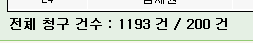 전체 청구 건수 : 1193 건 / 200 건